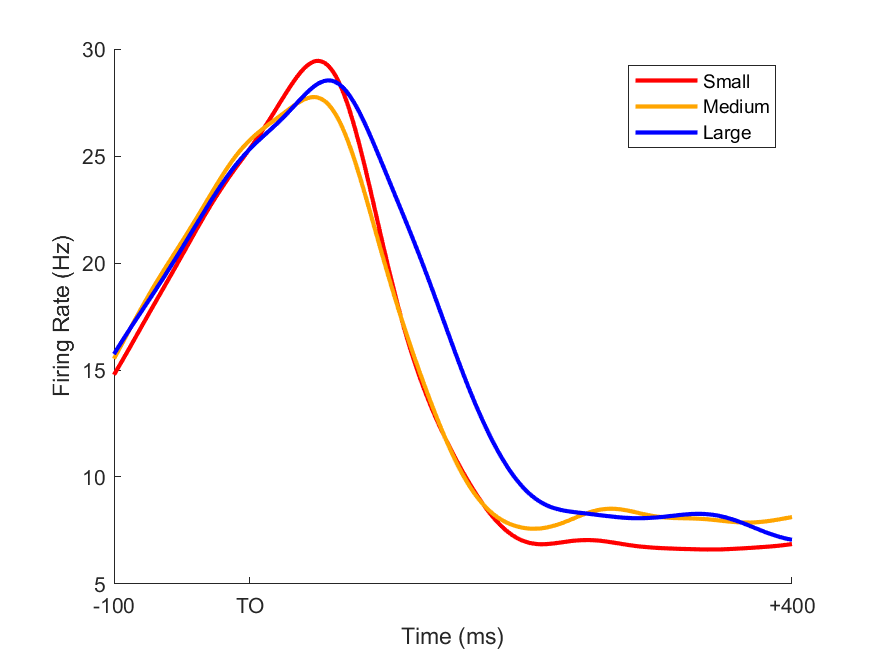 30
25
20
15
10
5
Firing Rate (Hz)
-100
TO
+400
Time (ms)
Small
Medium
Large